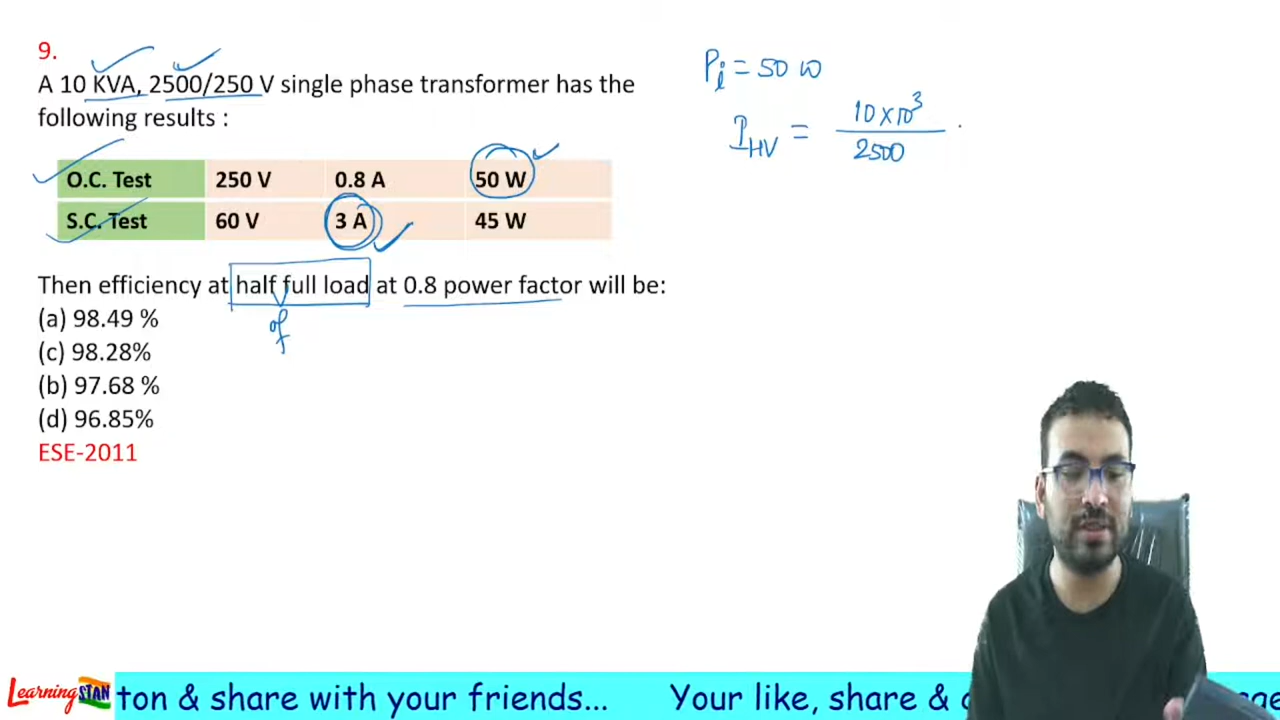 9.
A 10 KVA, 2500/250 V single phase transformer has the
following results :
O.C. Test 250 V 0.8 A 50 W
S.C. Test 60 V 3 A 45 W
Then efficiency at half full load at 0.8 power factor will be:
of
(a) 98.49 %
(c) 98.28%
(b) 97.68 %
(d) 96.85%
ESE-2011
Pi = 50 W
I_HV = 10×10³ / 2500
LearningSTAN
ton & share with your friends... Your like, share &